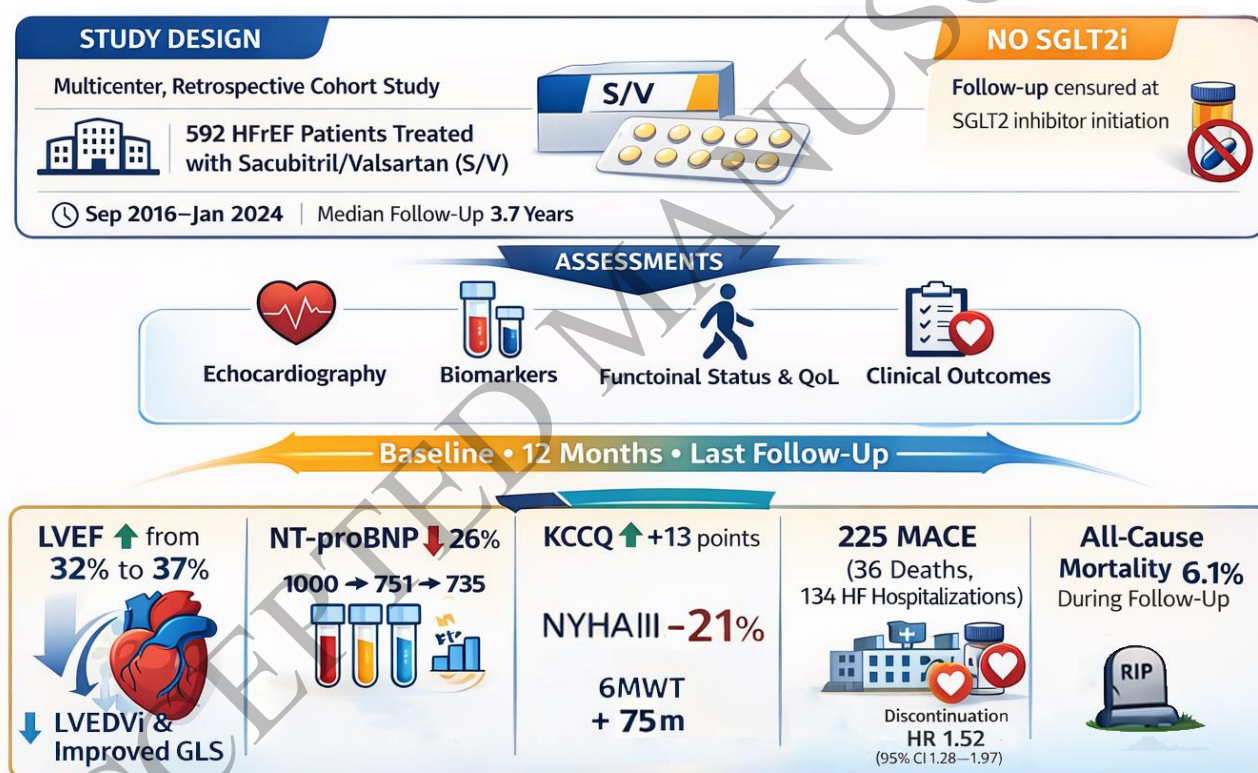 STUDY DESIGN
Multicenter, Retrospective Cohort Study
592 HFrEF Patients Treated
with Sacubitril/Valsartan (S/V)
Sep 2016–Jan 2024 | Median Follow-Up 3.7 Years
S/V
NO SGLT2i
Follow-up censured at
SGLT2 inhibitor initiation
ASSESSMENTS
Echocardiography
Biomarkers
Functoinal Status & QoL
Clinical Outcomes
Baseline • 12 Months • Last Follow-Up
LVEF from
32% to 37%
LVEDVi &
Improved GLS
NT-proBNP 26%
1000 → 751 → 735
KCCQ +13 points
NYHA III -21%
6MWT
+ 75m
225 MACE
(36 Deaths,
134 HF Hospitalizations)
Discontinuation
HR 1.52
(95% CI 1.28–1.97)
All-Cause
Mortality 6.1%
During Follow-Up
RIP